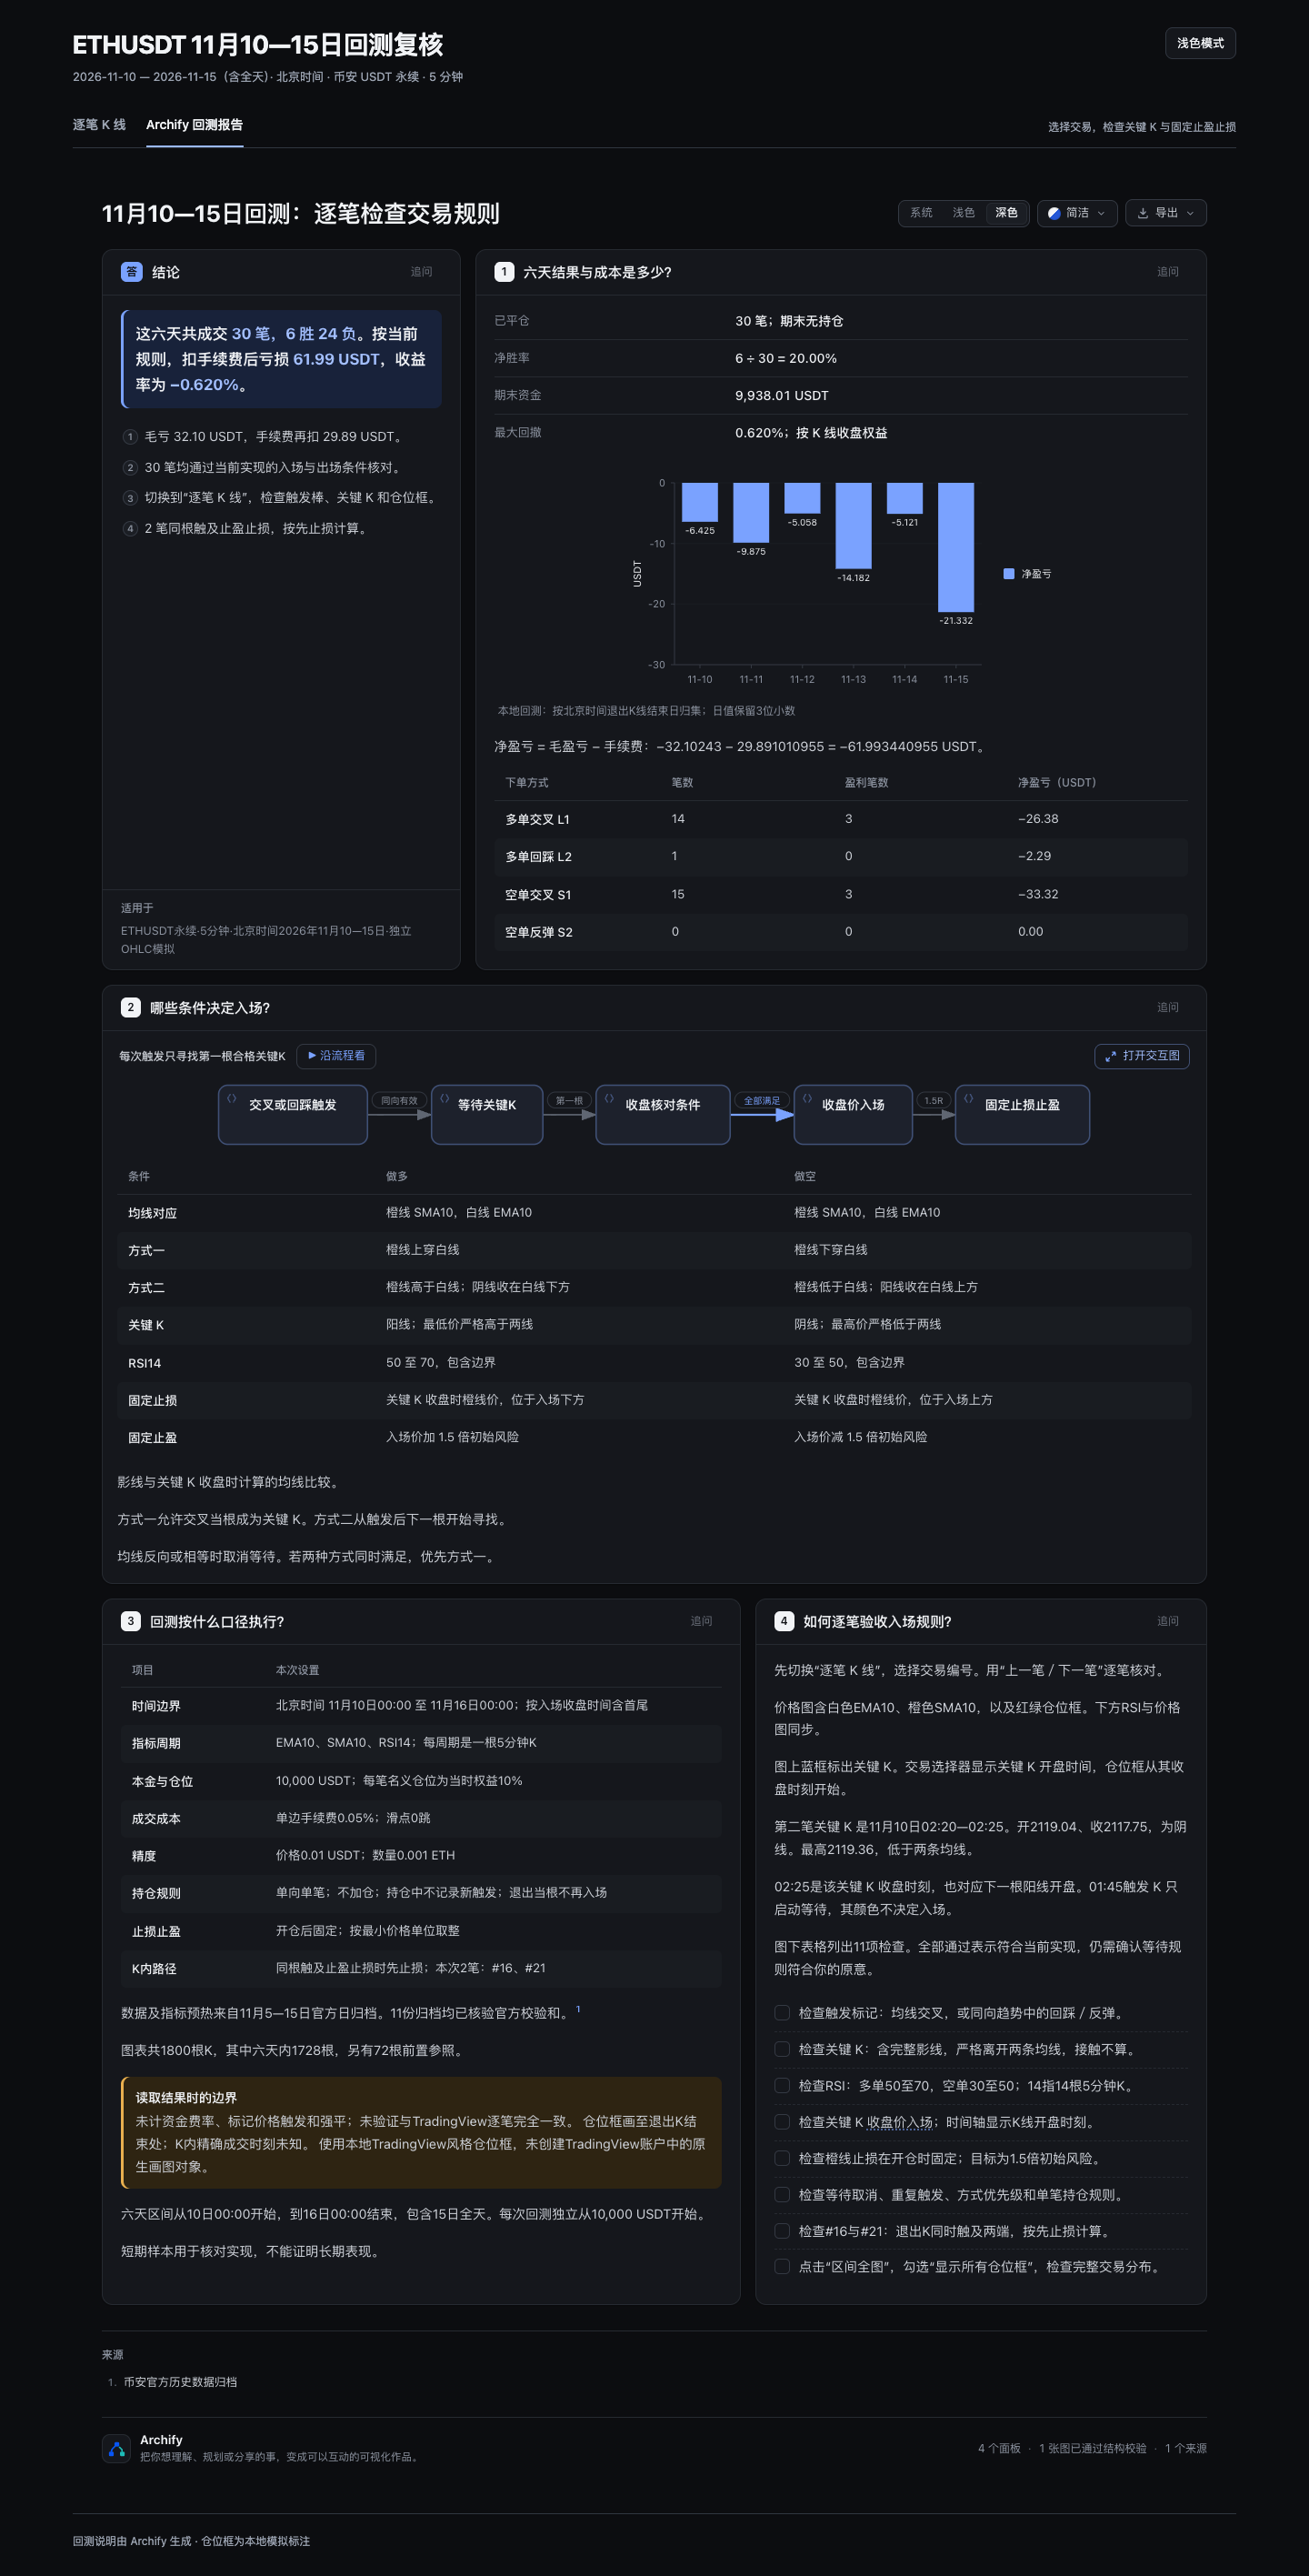 ETHUSDT 11月10—15日回测复核
浅色模式
2026-11-10 — 2026-11-15（含全天）· 北京时间 · 币安 USDT 永续 · 5 分钟
逐笔 K 线
Archify 回测报告
选择交易，检查关键 K 与固定止盈止损
11月10—15日回测：逐笔检查交易规则
系统 浅色 深色
简洁
导出
答 结论 追问
这六天共成交 30 笔，6 胜 24 负。按当前
规则，扣手续费后亏损 61.99 USDT，收益
率为 −0.620%。
1 毛亏 32.10 USDT，手续费再扣 29.89 USDT。
2 30 笔均通过当前实现的入场与出场条件核对。
3 切换到“逐笔 K 线”，检查触发棒、关键 K 和仓位框。
4 2 笔同根触及止盈止损，按先止损计算。
适用于
ETHUSDT永续·5分钟·北京时间2026年11月10—15日·独立
OHLC模拟
1 六天结果与成本是多少？ 追问
已平仓 30 笔；期末无持仓
净胜率 6 ÷ 30 = 20.00%
期末资金 9,938.01 USDT
最大回撤 0.620%；按 K 线收盘权益
0
-10
-20
-30
USDT
-6.425
-9.875
-5.058
-14.182
-5.121
-21.332
净盈亏
11-10 11-11 11-12 11-13 11-14 11-15
本地回测：按北京时间退出K线结束日归集；日值保留3位小数
净盈亏 = 毛盈亏 − 手续费：−32.10243 − 29.891010955 = −61.993440955 USDT。
下单方式 笔数 盈利笔数 净盈亏（USDT）
多单交叉 L1 14 3 −26.38
多单回踩 L2 1 0 −2.29
空单交叉 S1 15 3 −33.32
空单反弹 S2 0 0 0.00
2 哪些条件决定入场？ 追问
每次触发只寻找第一根合格关键K
沿流程看
打开交互图
交叉或回踩触发 同向有效 等待关键K 第一根 收盘核对条件 全部满足 收盘价入场 1.5R 固定止损止盈
条件 做多 做空
均线对应 橙线 SMA10，白线 EMA10 橙线 SMA10，白线 EMA10
方式一 橙线上穿白线 橙线下穿白线
方式二 橙线高于白线；阴线收在白线下方 橙线低于白线；阳线收在白线上方
关键 K 阳线；最低价严格高于两线 阴线；最高价严格低于两线
RSI14 50 至 70，包含边界 30 至 50，包含边界
固定止损 关键 K 收盘时橙线价，位于入场下方 关键 K 收盘时橙线价，位于入场上方
固定止盈 入场价加 1.5 倍初始风险 入场价减 1.5 倍初始风险
影线与关键 K 收盘时计算的均线比较。
方式一允许交叉当根成为关键 K。方式二从触发后下一根开始寻找。
均线反向或相等时取消等待。若两种方式同时满足，优先方式一。
3 回测按什么口径执行？ 追问
项目 本次设置
时间边界 北京时间 11月10日00:00 至 11月16日00:00；按入场收盘时间含首尾
指标周期 EMA10、SMA10、RSI14；每周期是一根5分钟K
本金与仓位 10,000 USDT；每笔名义仓位为当时权益10%
成交成本 单边手续费0.05%；滑点0跳
精度 价格0.01 USDT；数量0.001 ETH
持仓规则 单向单笔；不加仓；持仓中不记录新触发；退出当根不再入场
止损止盈 开仓后固定；按最小价格单位取整
K内路径 同根触及止盈止损时先止损；本次2笔：#16、#21
数据及指标预热来自11月5—15日官方日归档。11份归档均已核验官方校验和。 1
图表共1800根K，其中六天内1728根，另有72根前置参照。
读取结果时的边界
未计资金费率、标记价格触发和强平；未验证与TradingView逐笔完全一致。 仓位框画至退出K结
束处；K内精确成交时刻未知。 使用本地TradingView风格仓位框，未创建TradingView账户中的原
生画图对象。
六天区间从10日00:00开始，到16日00:00结束，包含15日全天。每次回测独立从10,000 USDT开始。
短期样本用于核对实现，不能证明长期表现。
4 如何逐笔验收入场规则？ 追问
先切换“逐笔 K 线”，选择交易编号。用“上一笔 / 下一笔”逐笔核对。
价格图含白色EMA10、橙色SMA10，以及红绿仓位框。下方RSI与价格
图同步。
图上蓝框标出关键 K。交易选择器显示关键 K 开盘时间，仓位框从其收
盘时刻开始。
第二笔关键 K 是11月10日02:20—02:25。开2119.04、收2117.75，为阴
线。最高2119.36，低于两条均线。
02:25是该关键 K 收盘时刻，也对应下一根阳线开盘。01:45触发 K 只
启动等待，其颜色不决定入场。
图下表格列出11项检查。全部通过表示符合当前实现，仍需确认等待规
则符合你的原意。
检查触发标记：均线交叉，或同向趋势中的回踩 / 反弹。
检查关键 K：含完整影线，严格离开两条均线，接触不算。
检查RSI：多单50至70，空单30至50；14指14根5分钟K。
检查关键 K 收盘价入场；时间轴显示K线开盘时刻。
检查橙线止损在开仓时固定；目标为1.5倍初始风险。
检查等待取消、重复触发、方式优先级和单笔持仓规则。
检查#16与#21：退出K同时触及两端，按先止损计算。
点击“区间全图”，勾选“显示所有仓位框”，检查完整交易分布。
来源
1. 币安官方历史数据归档
Archify
把你想理解、规划或分享的事，变成可以互动的可视化作品。
4 个面板 · 1 张图已通过结构校验 · 1 个来源
回测说明由 Archify 生成 · 仓位框为本地模拟标注